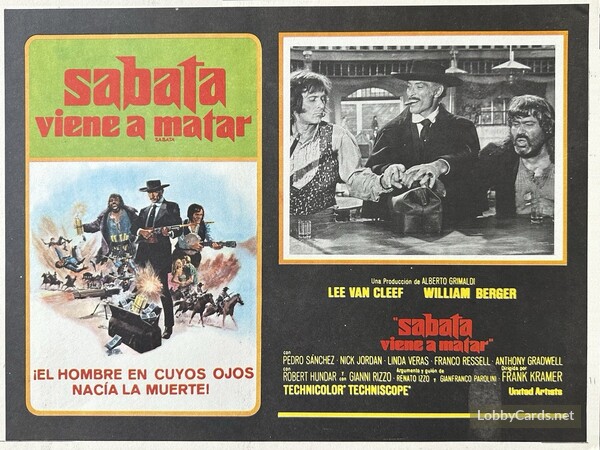 sabata
viene a matar
SABATA
¡EL HOMBRE EN CUYOS OJOS
NACÍA LA MUERTE!
Una Producción de ALBERTO GRIMALDI
LEE VAN CLEEF WILLIAM BERGER
"sabata
viene a matar"
con
PEDRO SÁNCHEZ · NICK JORDAN · LINDA VERAS · FRANCO RESSELL · ANTHONY GRADWELL
con ROBERT HUNDAR y con GIANNI RIZZO Argumento y guión de RENATO IZZO y GIANFRANCO PAROLINI Dirigida por FRANK KRAMER
TECHNICOLOR® TECHNISCOPE® United Artists
LobbyCards.net